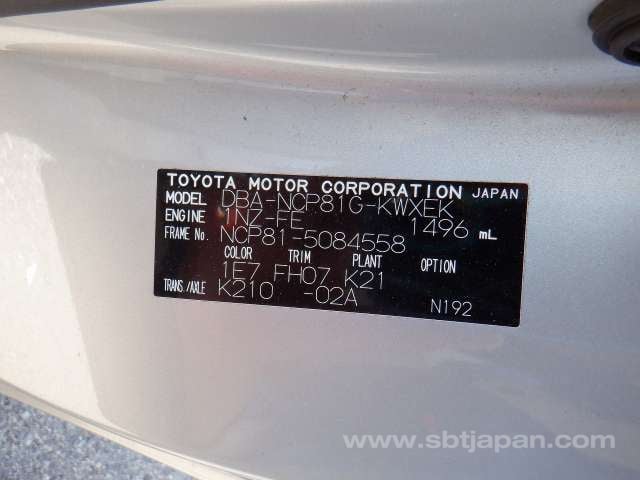 TOYOTA MOTOR CORPORATION JAPAN
MODEL DBA-NCP81G-KWXEK
ENGINE 1NZ-FE 1496 mL
FRAME No. NCP81-5084558
COLOR TRIM PLANT OPTION
1E7 FH07 K21
TRANS./AXLE K210 -02A
N192
www.sbtjapan.com